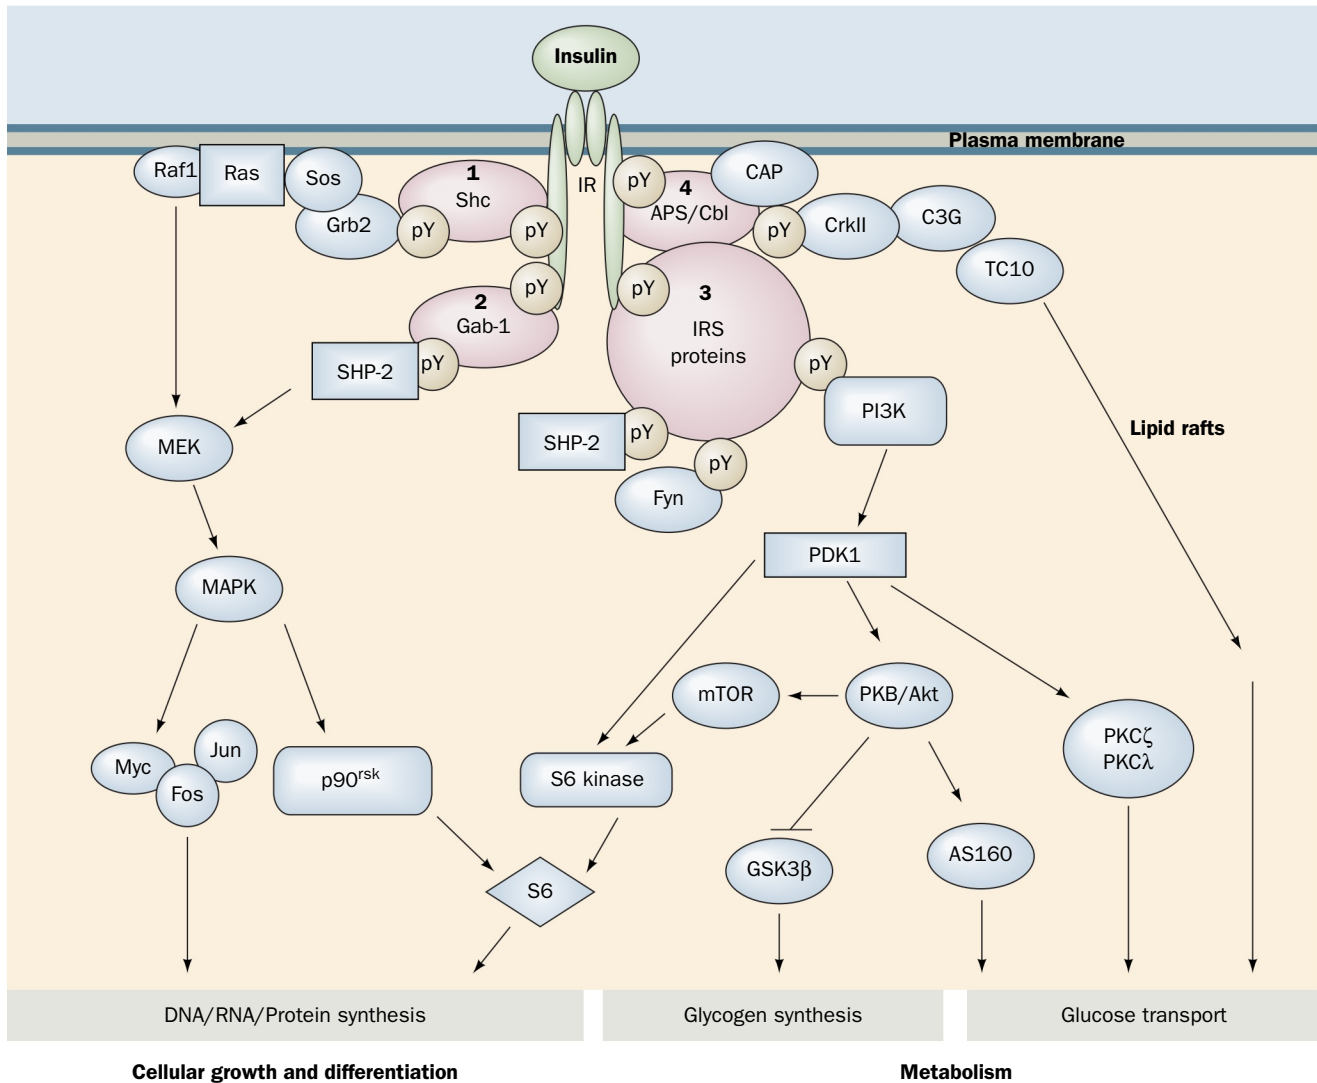 Insulin
Plasma membrane
Raf1
Ras
Sos
Grb2
pY
1
Shc
pY
IR
pY
4
APS/Cbl
CAP
pY
CrkII
C3G
TC10
2
Gab-1
pY
pY
SHP-2
pY
3
IRS
proteins
pY
PI3K
SHP-2
pY
pY
Fyn
Lipid rafts
MEK
PDK1
MAPK
mTOR
PKB/Akt
PKCζ
PKCλ
Myc
Jun
Fos
p90rsk
S6 kinase
S6
GSK3β
AS160
DNA/RNA/Protein synthesis
Glycogen synthesis
Glucose transport
Cellular growth and differentiation
Metabolism